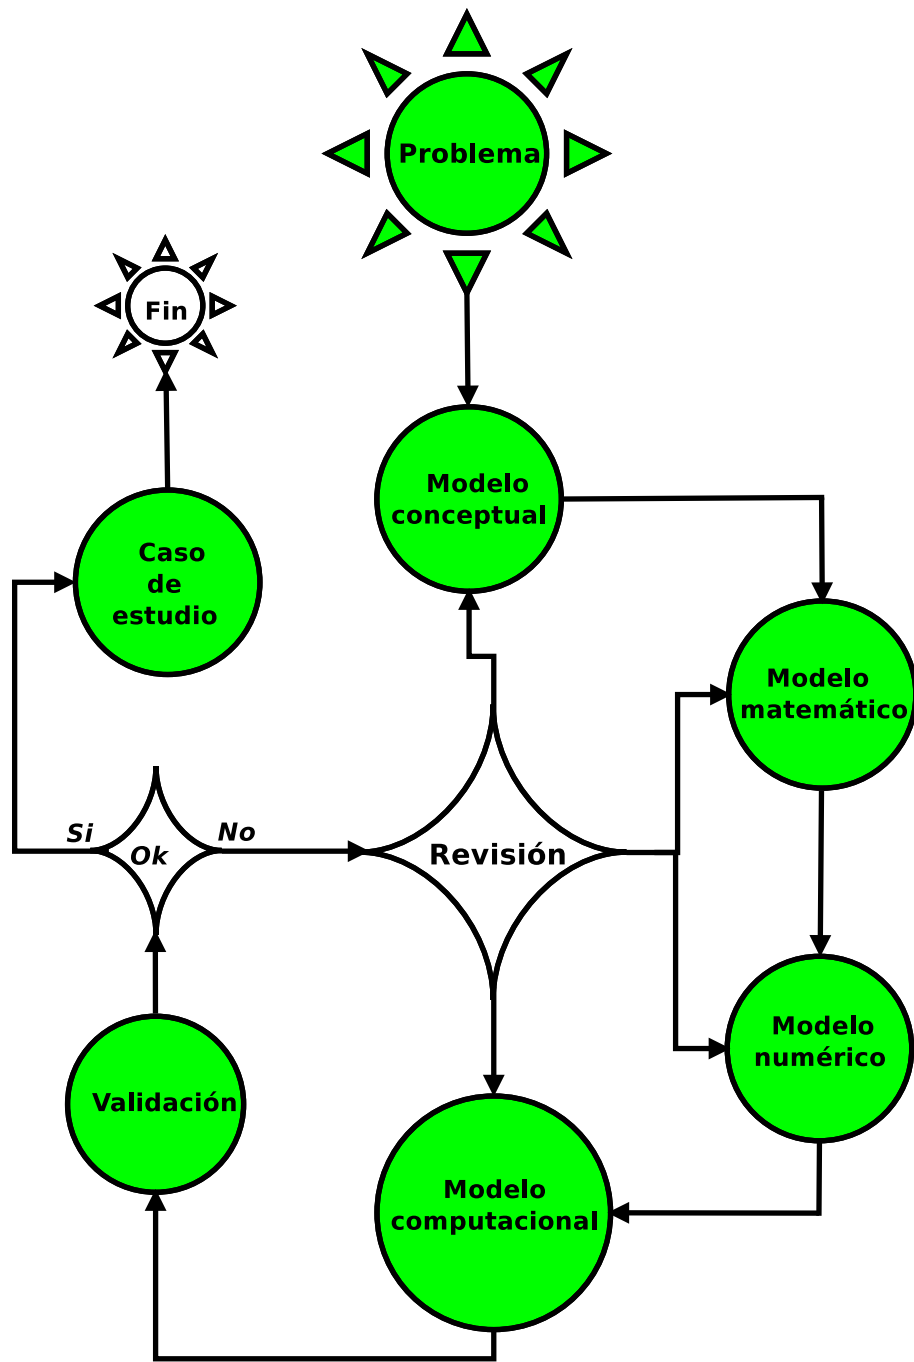 Problema
Fin
Modelo
conceptual
Caso
de
estudio
Modelo
matemático
Si
Ok
No
Revisión
Modelo
numérico
Validación
Modelo
computacional